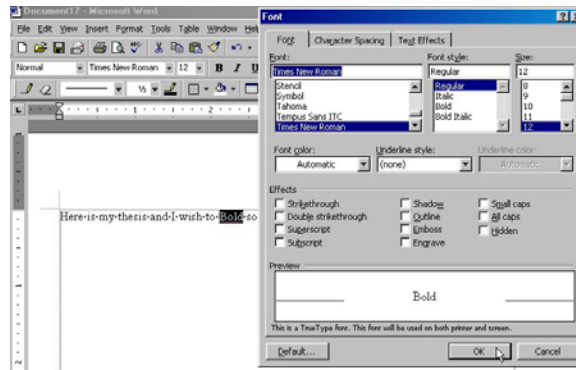 Document17 - Microsoft Word
File Edit View Insert Format Tools Table Window Help
Normal Times New Roman 12 B I U
½
1 2
Here·is·my·thesis·and·I·wish·to·Bold·so
Font
Font Character Spacing Text Effects
Font: Font style: Size:
Times New Roman Regular 12
Stencil Regular 8
Symbol Italic 9
Tahoma Bold 10
Tempus Sans ITC Bold Italic 11
Times New Roman 12
Font color: Underline style: Underline color:
Automatic (none) Automatic
Effects
Strikethrough Shadow Small caps
Double strikethrough Outline All caps
Superscript Emboss Hidden
Subscript Engrave
Preview
Bold
This is a TrueType font. This font will be used on both printer and screen.
Default... OK Cancel